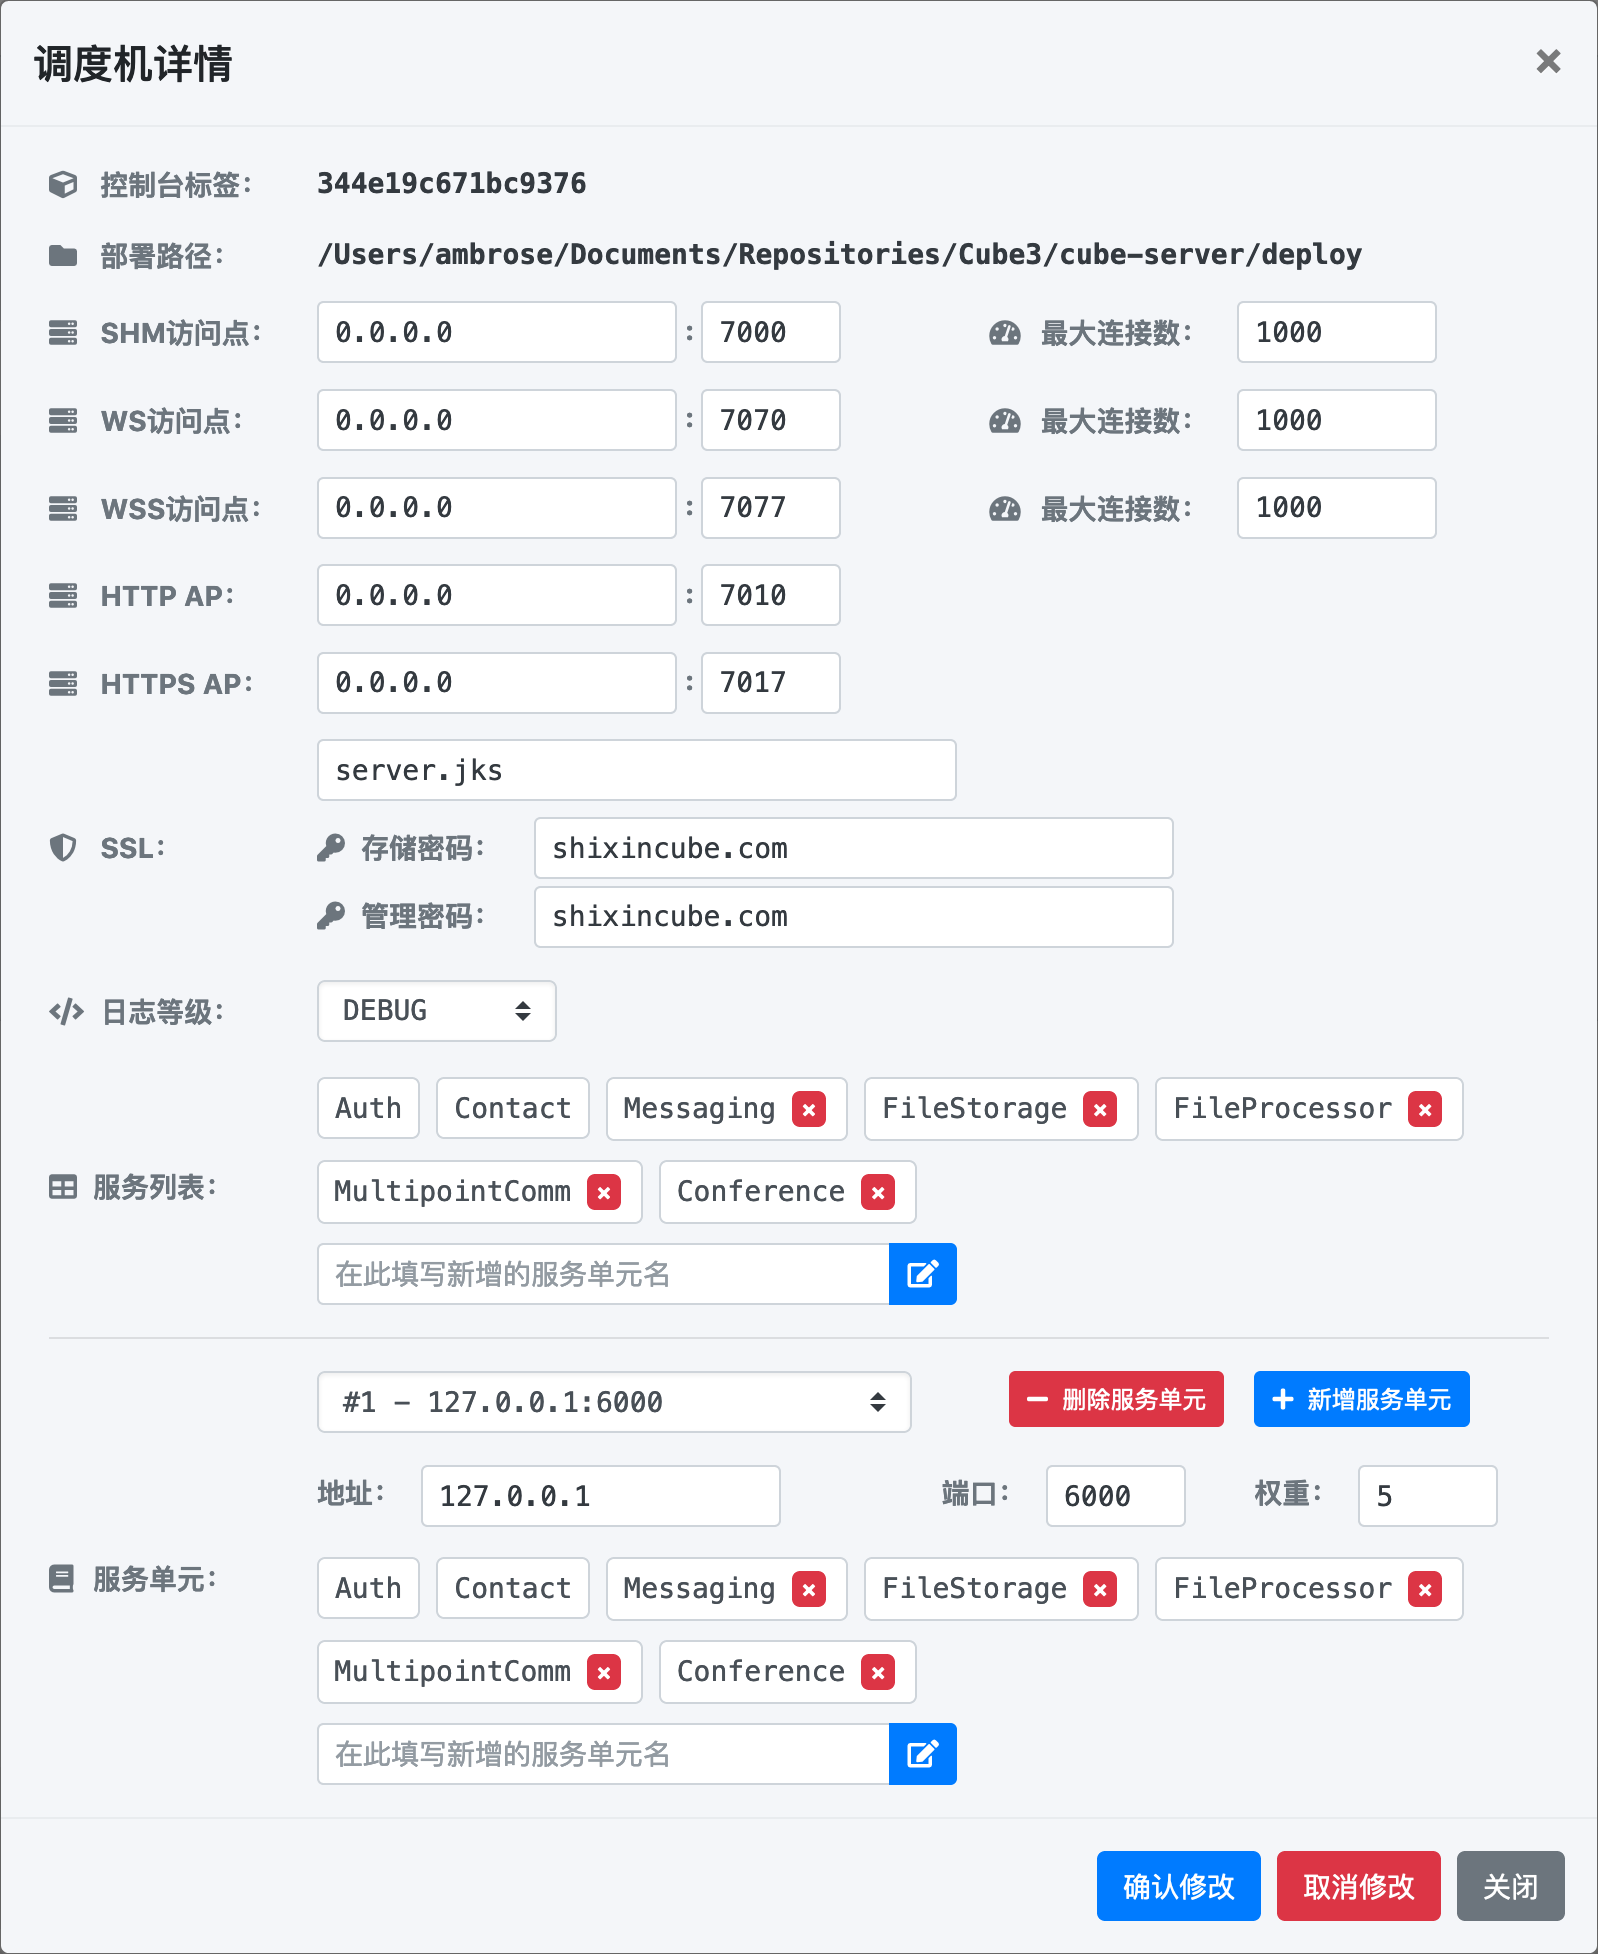 调度机详情
控制台标签： 344e19c671bc9376
部署路径： /Users/ambrose/Documents/Repositories/Cube3/cube-server/deploy
SHM访问点： 0.0.0.0 : 7000 最大连接数： 1000
WS访问点： 0.0.0.0 : 7070 最大连接数： 1000
WSS访问点： 0.0.0.0 : 7077 最大连接数： 1000
HTTP AP： 0.0.0.0 : 7010
HTTPS AP： 0.0.0.0 : 7017
server.jks
SSL： 存储密码： shixincube.com
管理密码： shixincube.com
日志等级： DEBUG
Auth Contact Messaging FileStorage FileProcessor
服务列表： MultipointComm Conference
在此填写新增的服务单元名
#1 – 127.0.0.1:6000 删除服务单元 新增服务单元
地址： 127.0.0.1 端口： 6000 权重： 5
服务单元： Auth Contact Messaging FileStorage FileProcessor
MultipointComm Conference
在此填写新增的服务单元名
确认修改 取消修改 关闭